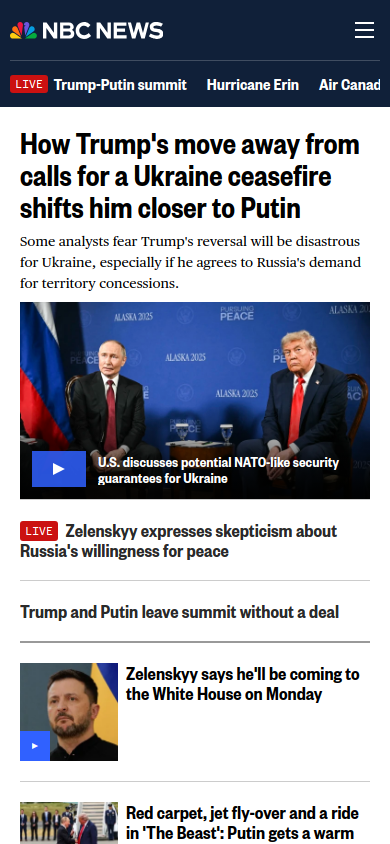 NBC NEWS
LIVE Trump-Putin summit Hurricane Erin Air Canad
How Trump's move away from
calls for a Ukraine ceasefire
shifts him closer to Putin
Some analysts fear Trump's reversal will be disastrous
for Ukraine, especially if he agrees to Russia's demand
for territory concessions.
PURSUING
PEACE
ALASKA 2025
ALASKA 2025
ALASKA 2025
U.S. discusses potential NATO-like security
guarantees for Ukraine
LIVE Zelenskyy expresses skepticism about
Russia's willingness for peace
Trump and Putin leave summit without a deal
Zelenskyy says he'll be coming to
the White House on Monday
Red carpet, jet fly-over and a ride
in 'The Beast': Putin gets a warm